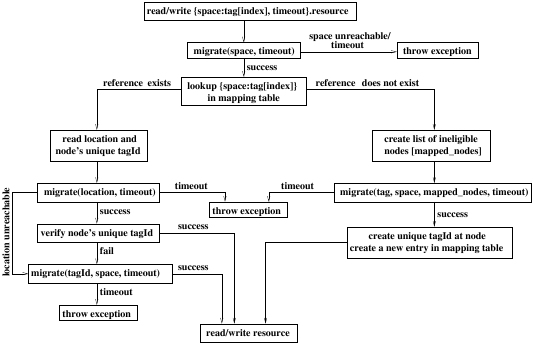 read/write {space:tag[index], timeout}.resource
space unreachable/
timeout
migrate(space, timeout)
throw exception
success
lookup {space:tag[index]}
in mapping table
reference exists
reference does not exist
read location and
node's unique tagId
create list of ineligible
nodes [mapped_nodes]
migrate(location, timeout)
timeout
throw exception
timeout
migrate(tag, space, mapped_nodes, timeout)
location unreachable
success
success
verify node's unique tagId
success
create unique tagId at node
create a new entry in mapping table
fail
migrate(tagId, space, timeout)
success
timeout
throw exception
read/write resource